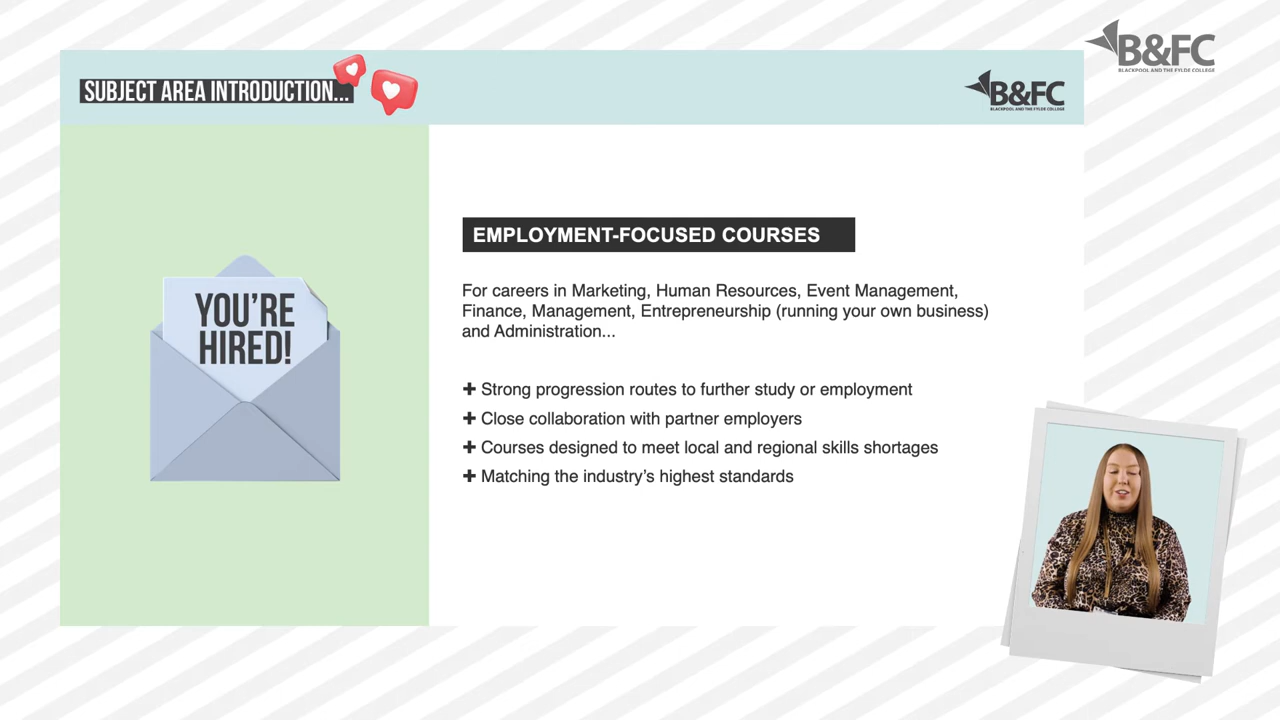 SUBJECT AREA INTRODUCTION...
B&FC
BLACKPOOL AND THE FYLDE COLLEGE
B&FC
BLACKPOOL AND THE FYLDE COLLEGE
YOU'RE
HIRED!
EMPLOYMENT-FOCUSED COURSES
For careers in Marketing, Human Resources, Event Management,
Finance, Management, Entrepreneurship (running your own business)
and Administration...
✚ Strong progression routes to further study or employment
✚ Close collaboration with partner employers
✚ Courses designed to meet local and regional skills shortages
✚ Matching the industry's highest standards